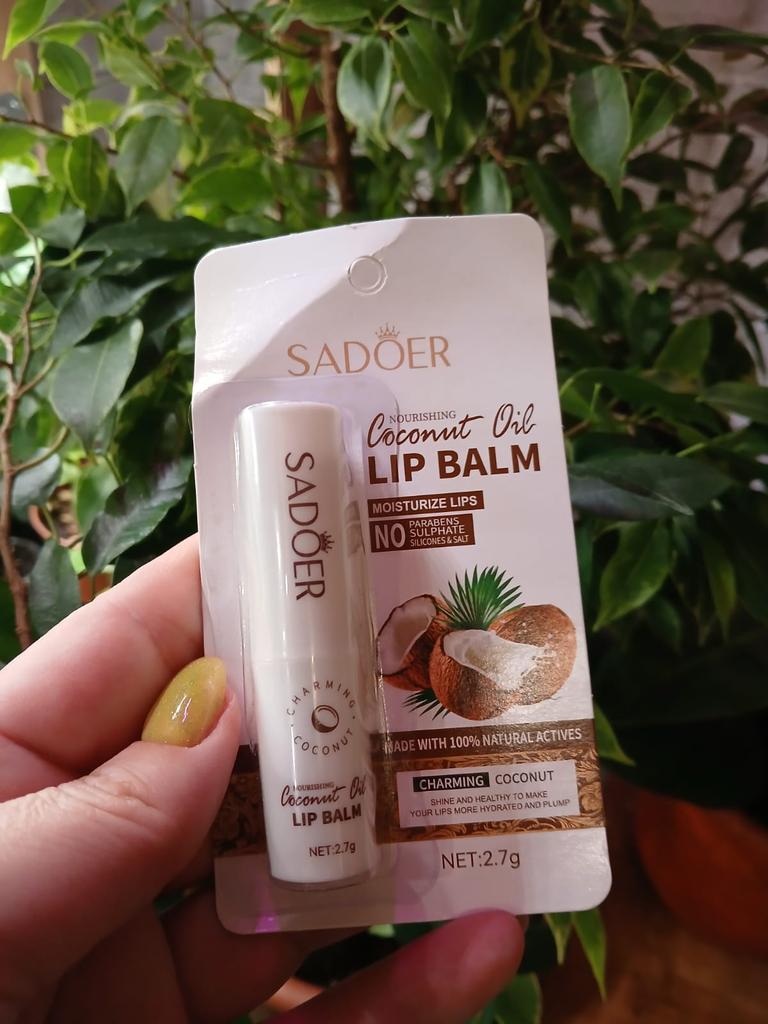 SADOER
NOURISHING
Coconut Oil
LIP BALM
MOISTURIZE LIPS
NO PARABENS
SULPHATE
SILICONES & SALT
MADE WITH 100% NATURAL ACTIVES
CHARMING COCONUT
SHINE AND HEALTHY TO MAKE
YOUR LIPS MORE HYDRATED AND PLUMP
NET:2.7g
SADOER
CHARMING
COCONUT
NOURISHING
Coconut Oil
LIP BALM
NET:2.7g